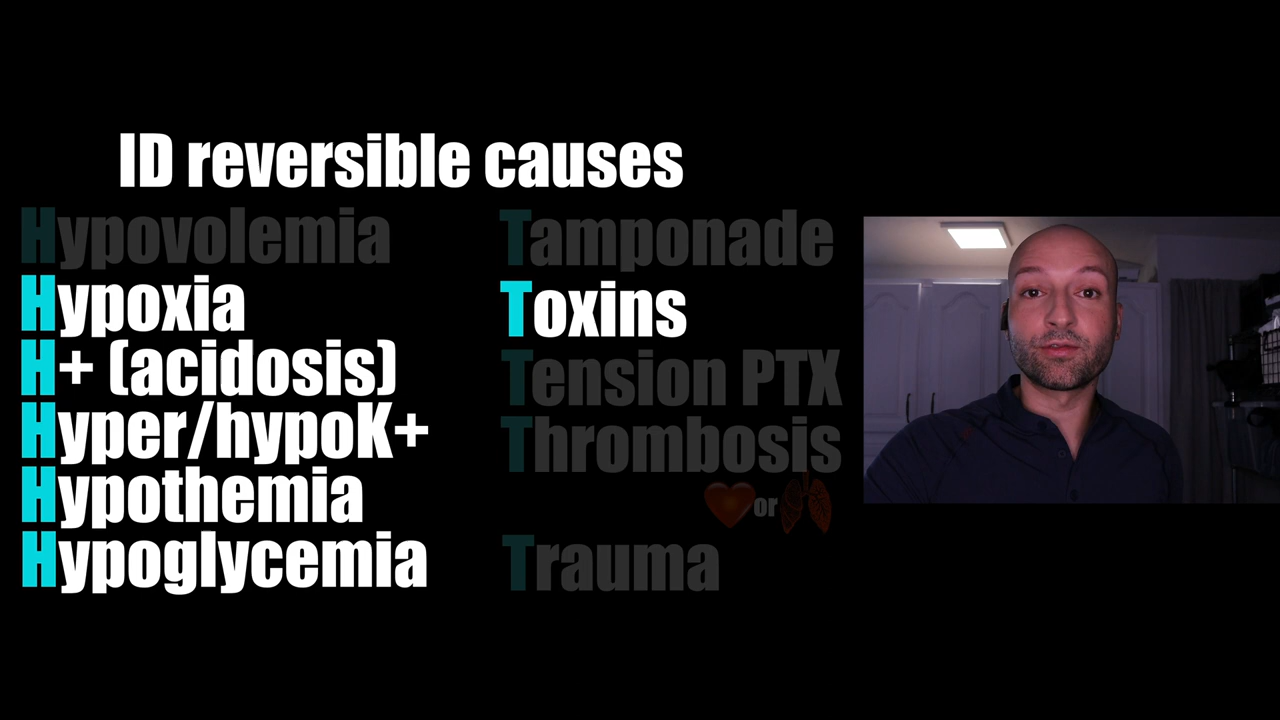 ID reversible causes
Hypovolemia
Hypoxia
H+ (acidosis)
Hyper/hypoK+
Hypothemia
Hypoglycemia
Tamponade
Toxins
Tension PTX
Thrombosis
or
Trauma